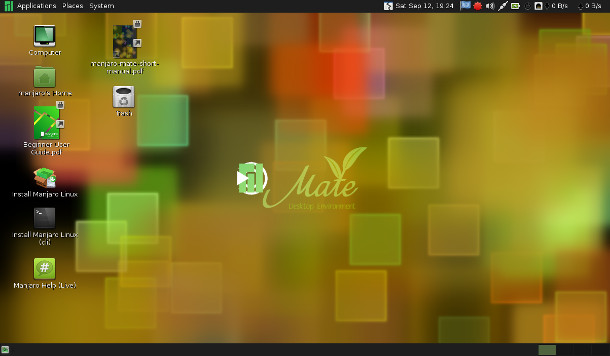 Applications Places System
Sat Sep 12, 19:24
0 B/s
0 B/s
Computer
manjaro's Home
Beginner User
Guide.pdf
Install Manjaro Linux
Install Manjaro Linux
(cli)
Manjaro Help (Live)
manjaro-mate-short-
manual.pdf
Trash
Mate
Desktop Environment